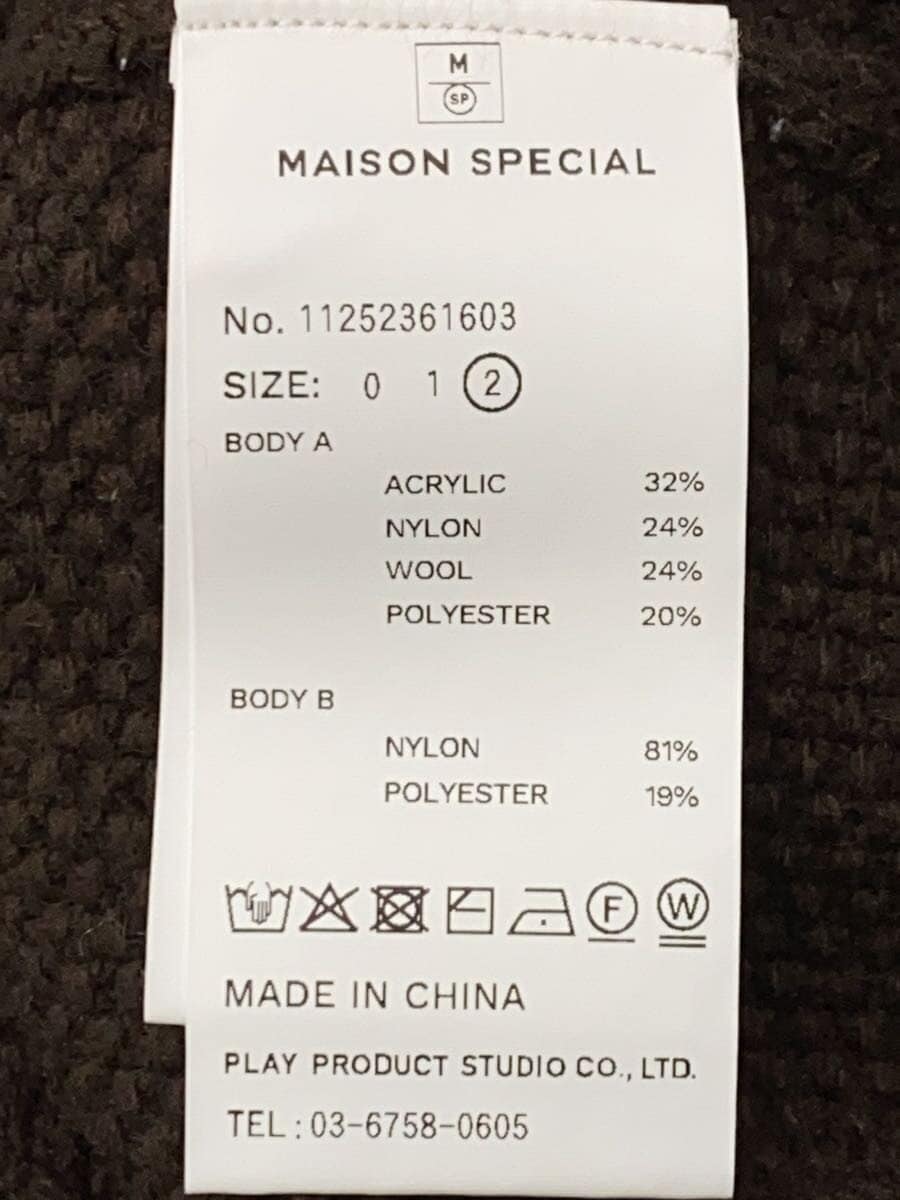 M
SP
MAISON SPECIAL
No. 11252361603
SIZE: 0 1 2
BODY A
ACRYLIC 32%
NYLON 24%
WOOL 24%
POLYESTER 20%
BODY B
NYLON 81%
POLYESTER 19%
F W
MADE IN CHINA
PLAY PRODUCT STUDIO CO., LTD.
TEL : 03-6758-0605